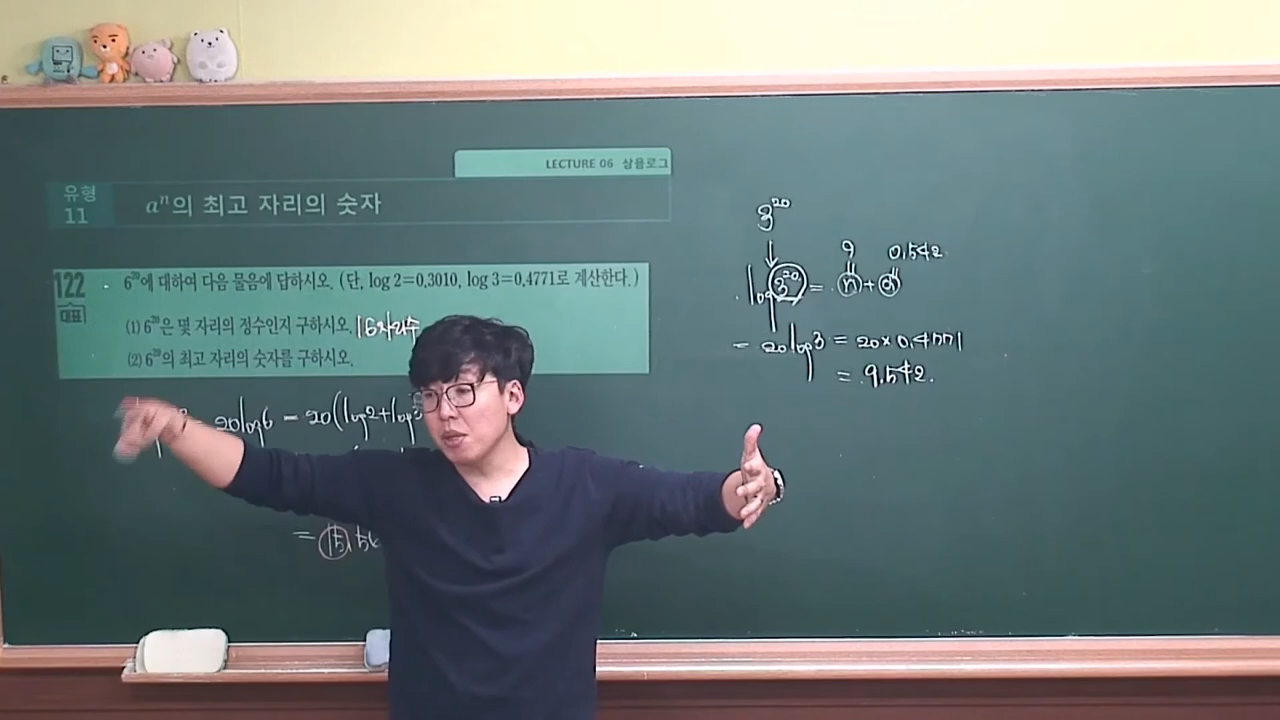 LECTURE 06 상용로그
유형
11
aⁿ의 최고 자리의 숫자
122
대표
6²⁰에 대하여 다음 물음에 답하시오. (단, log 2=0.3010, log 3=0.4771로 계산한다.)
(1) 6²⁰은 몇 자리의 정수인지 구하시오. 16자리수
(2) 6²⁰의 최고 자리의 숫자를 구하시오.
20log6 = 20(log2+log3
= 15.56
3²⁰
9 0.542
log 3²⁰ = n + α
= 20log3 = 20×0.4771
= 9.542.